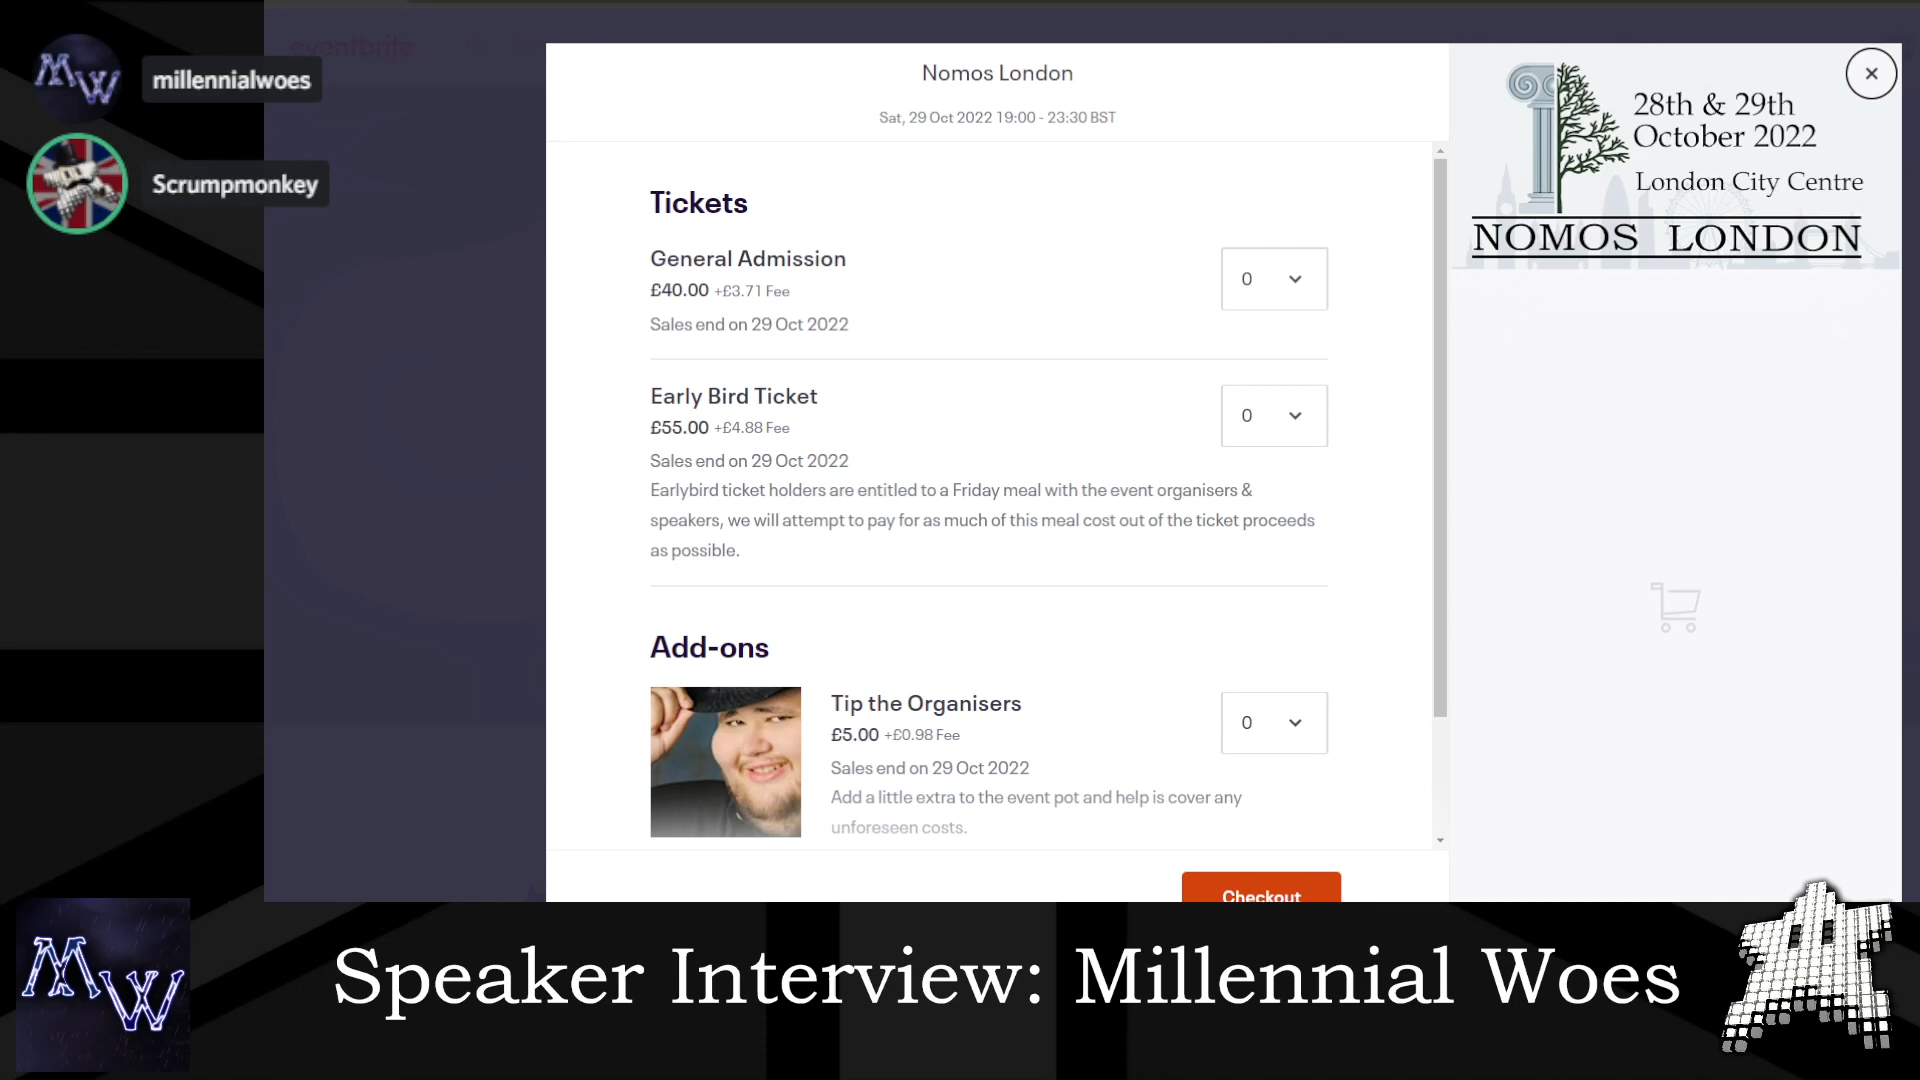 eventbrite
MW
millennialwoes
Scrumpmonkey
Nomos London
Sat, 29 Oct 2022 19:00 - 23:30 BST
Tickets
General Admission
£40.00 +£3.71 Fee
Sales end on 29 Oct 2022
0
Early Bird Ticket
£55.00 +£4.88 Fee
Sales end on 29 Oct 2022
Earlybird ticket holders are entitled to a Friday meal with the event organisers &
speakers, we will attempt to pay for as much of this meal cost out of the ticket proceeds
as possible.
0
Add-ons
Tip the Organisers
£5.00 +£0.98 Fee
Sales end on 29 Oct 2022
Add a little extra to the event pot and help is cover any
unforeseen costs.
0
Checkout
28th & 29th
October 2022
London City Centre
NOMOS LONDON
MW
Speaker Interview: Millennial Woes